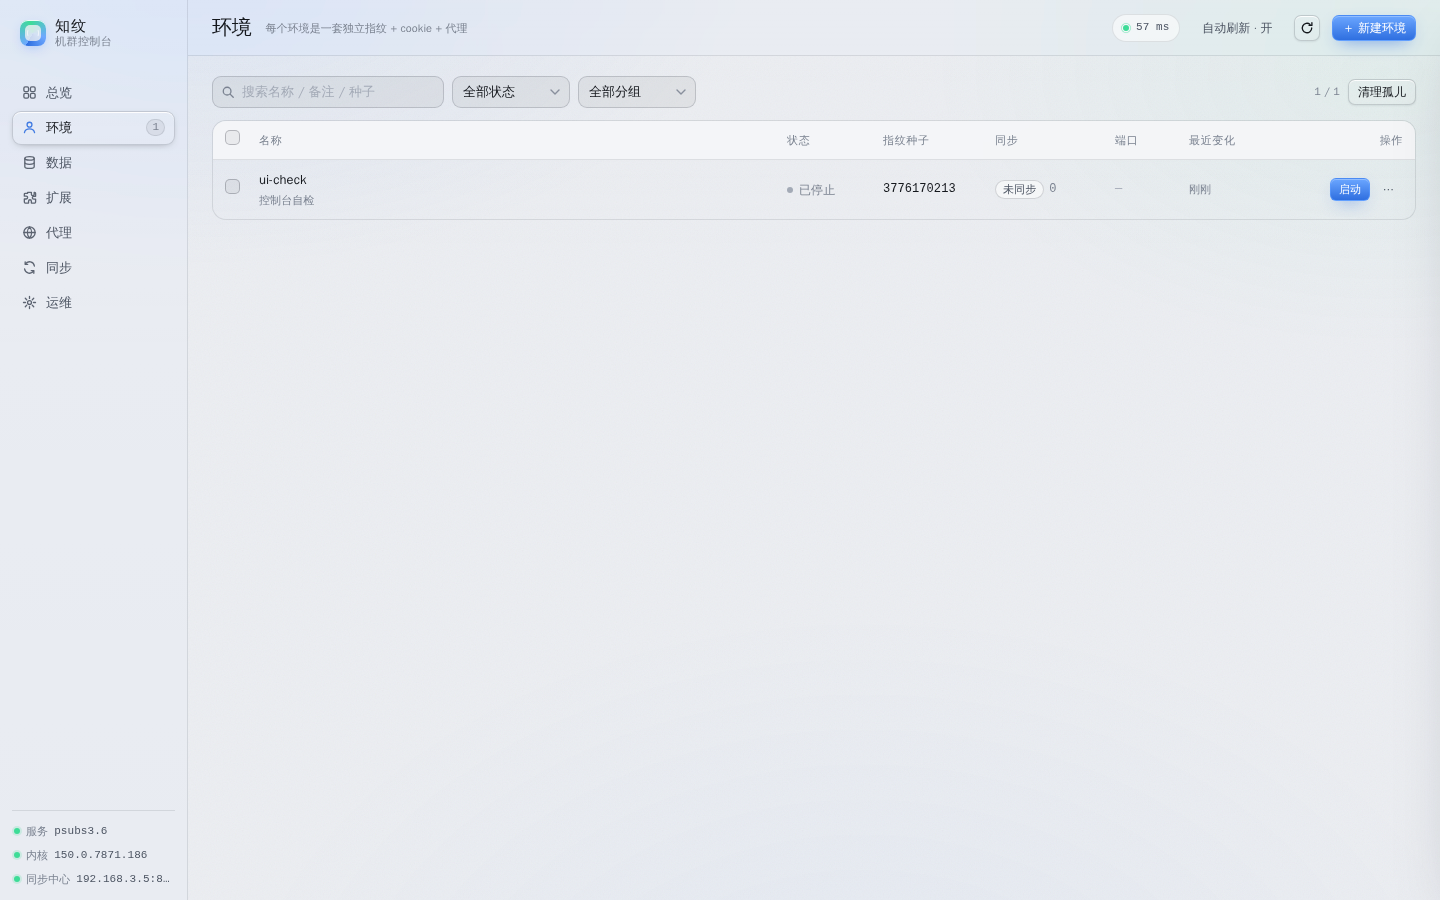 知纹
机群控制台
总览
环境 1
数据
扩展
代理
同步
运维
服务 psubs3.6
内核 150.0.7871.186
同步中心 192.168.3.5:8…
环境 每个环境是一套独立指纹 + cookie + 代理
57 ms 自动刷新 · 开 + 新建环境
搜索名称 / 备注 / 种子 全部状态 全部分组 1 / 1 清理孤儿
名称 状态 指纹种子 同步 端口 最近变化 操作
ui-check 已停止 3776170213 未同步 0 — 刚刚 启动 ···
控制台自检